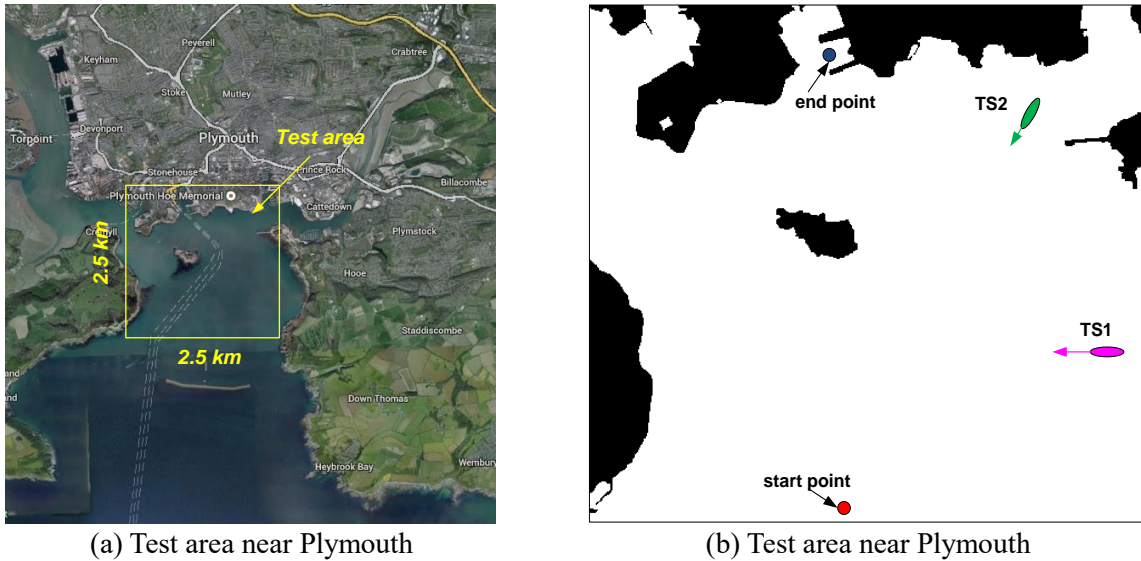 Peverell
Crabtree
Keyham
Stoke
Mutley
Devonport
Torpoint
Plymouth
Test area
Stonehouse
Prince Rock
Billacombe
Plymouth Hoe Memorial
Cattedown
Plymstock
2.5 km
Hooe
Staddiscombe
2.5 km
Down Thomas
Heybrook Bay
Wembury
(a) Test area near Plymouth
end point
TS2
TS1
start point
(b) Test area near Plymouth